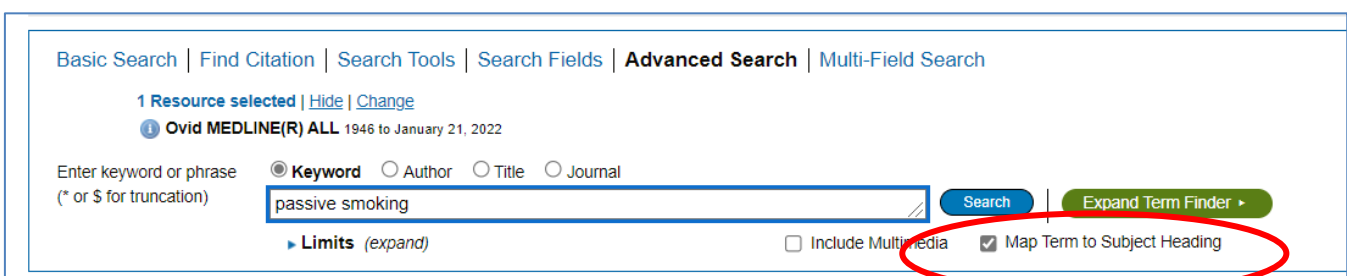 Basic Search | Find Citation | Search Tools | Search Fields | Advanced Search | Multi-Field Search
1 Resource selected | Hide | Change
Ovid MEDLINE(R) ALL 1946 to January 21, 2022
Enter keyword or phrase Keyword Author Title Journal
(* or $ for truncation) passive smoking Search Expand Term Finder
Limits (expand) Include Multimedia Map Term to Subject Heading